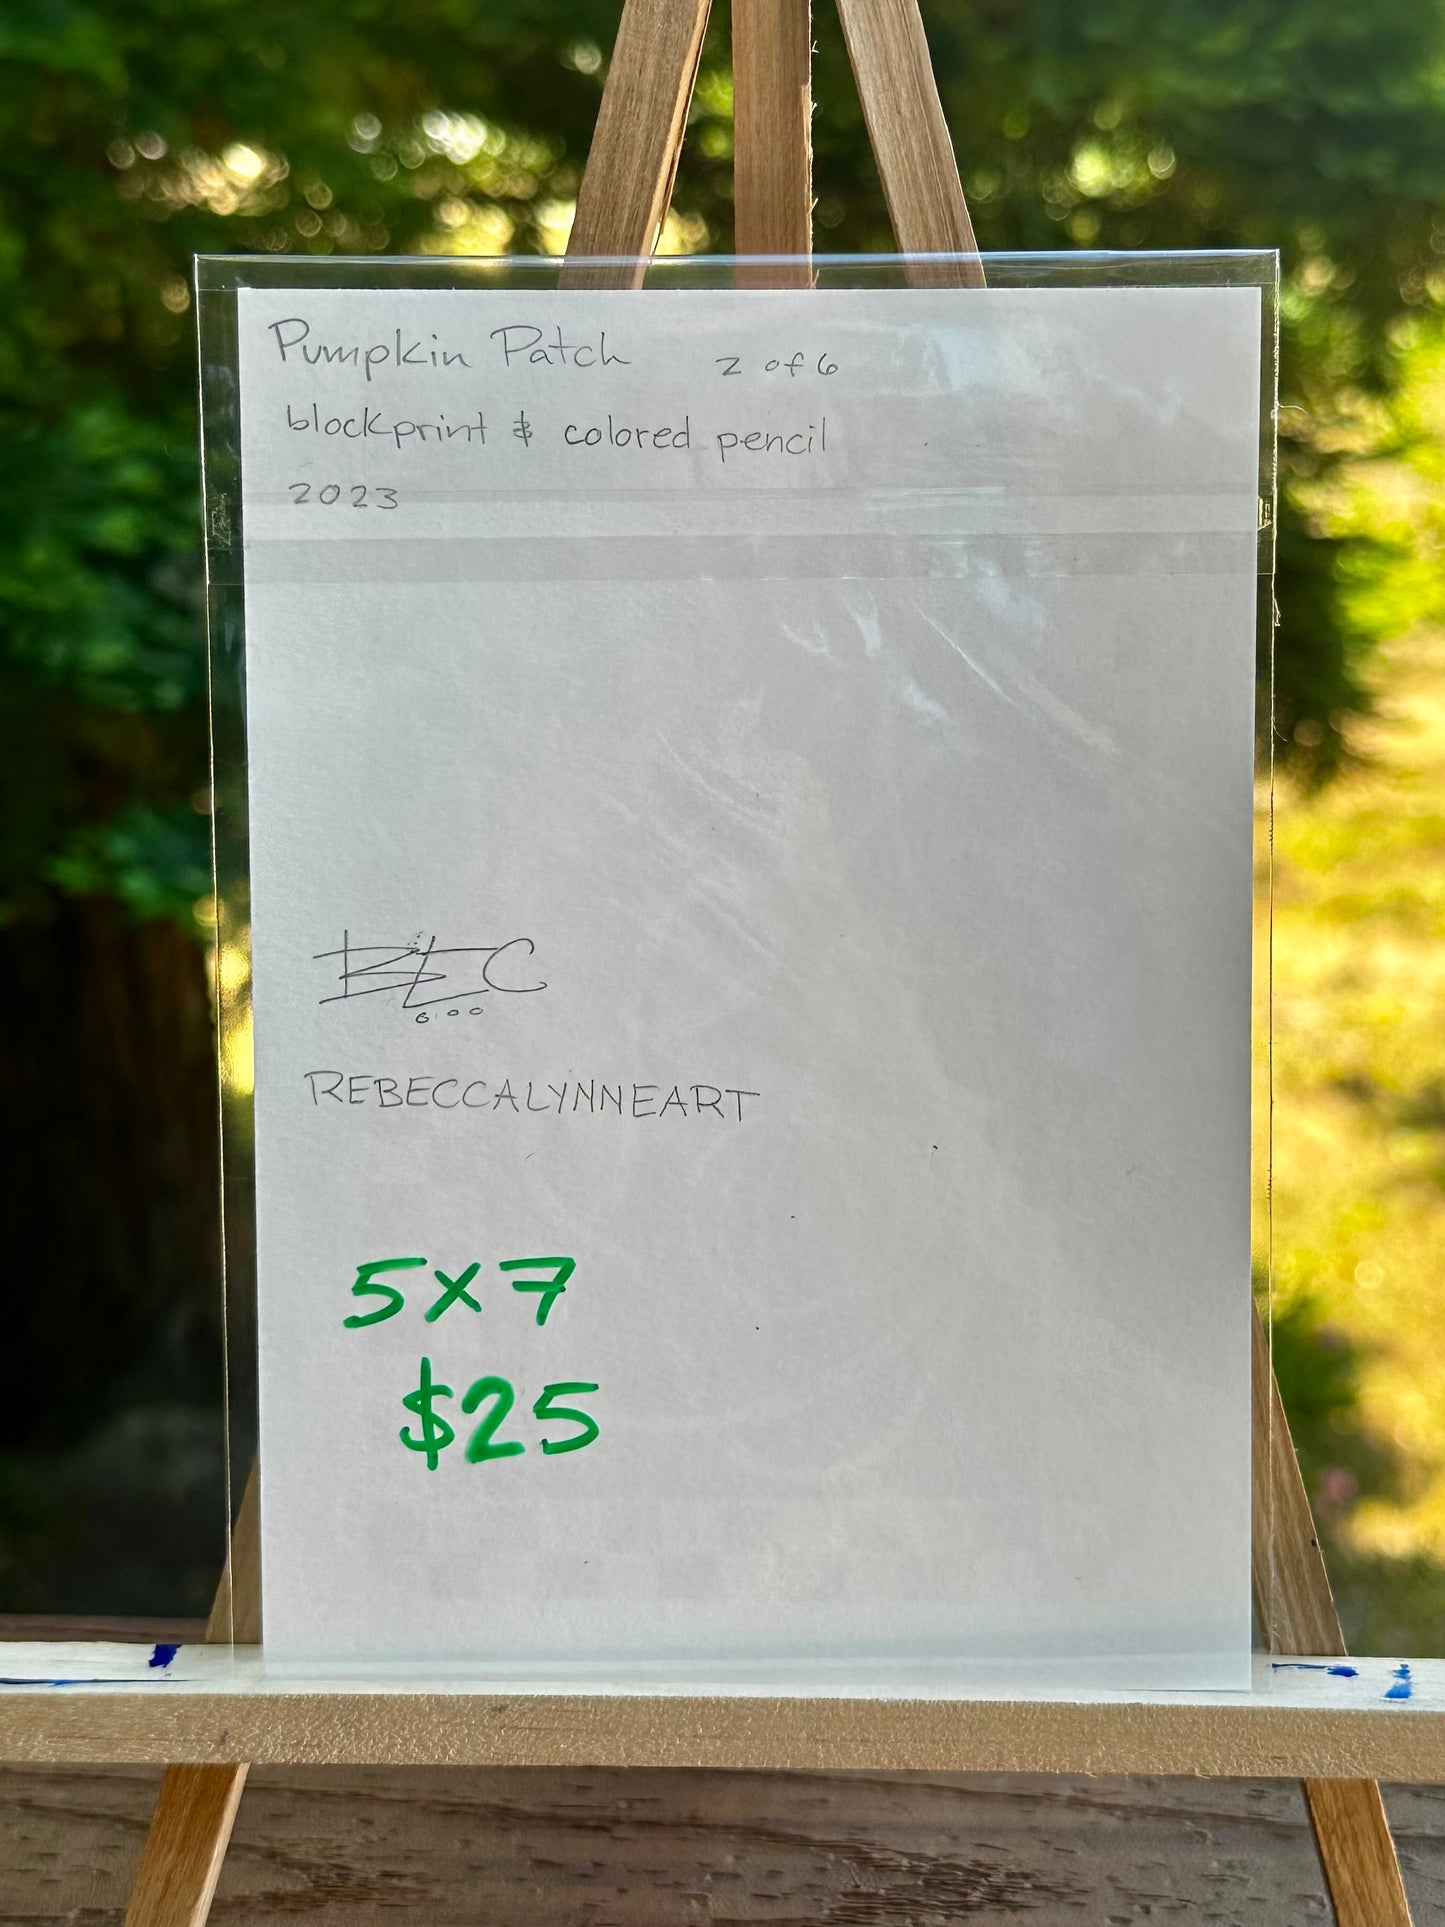 Pumpkin Patch 2 of 6
blockprint & colored pencil
2023
REBECCALYNNEART
5x7
$25